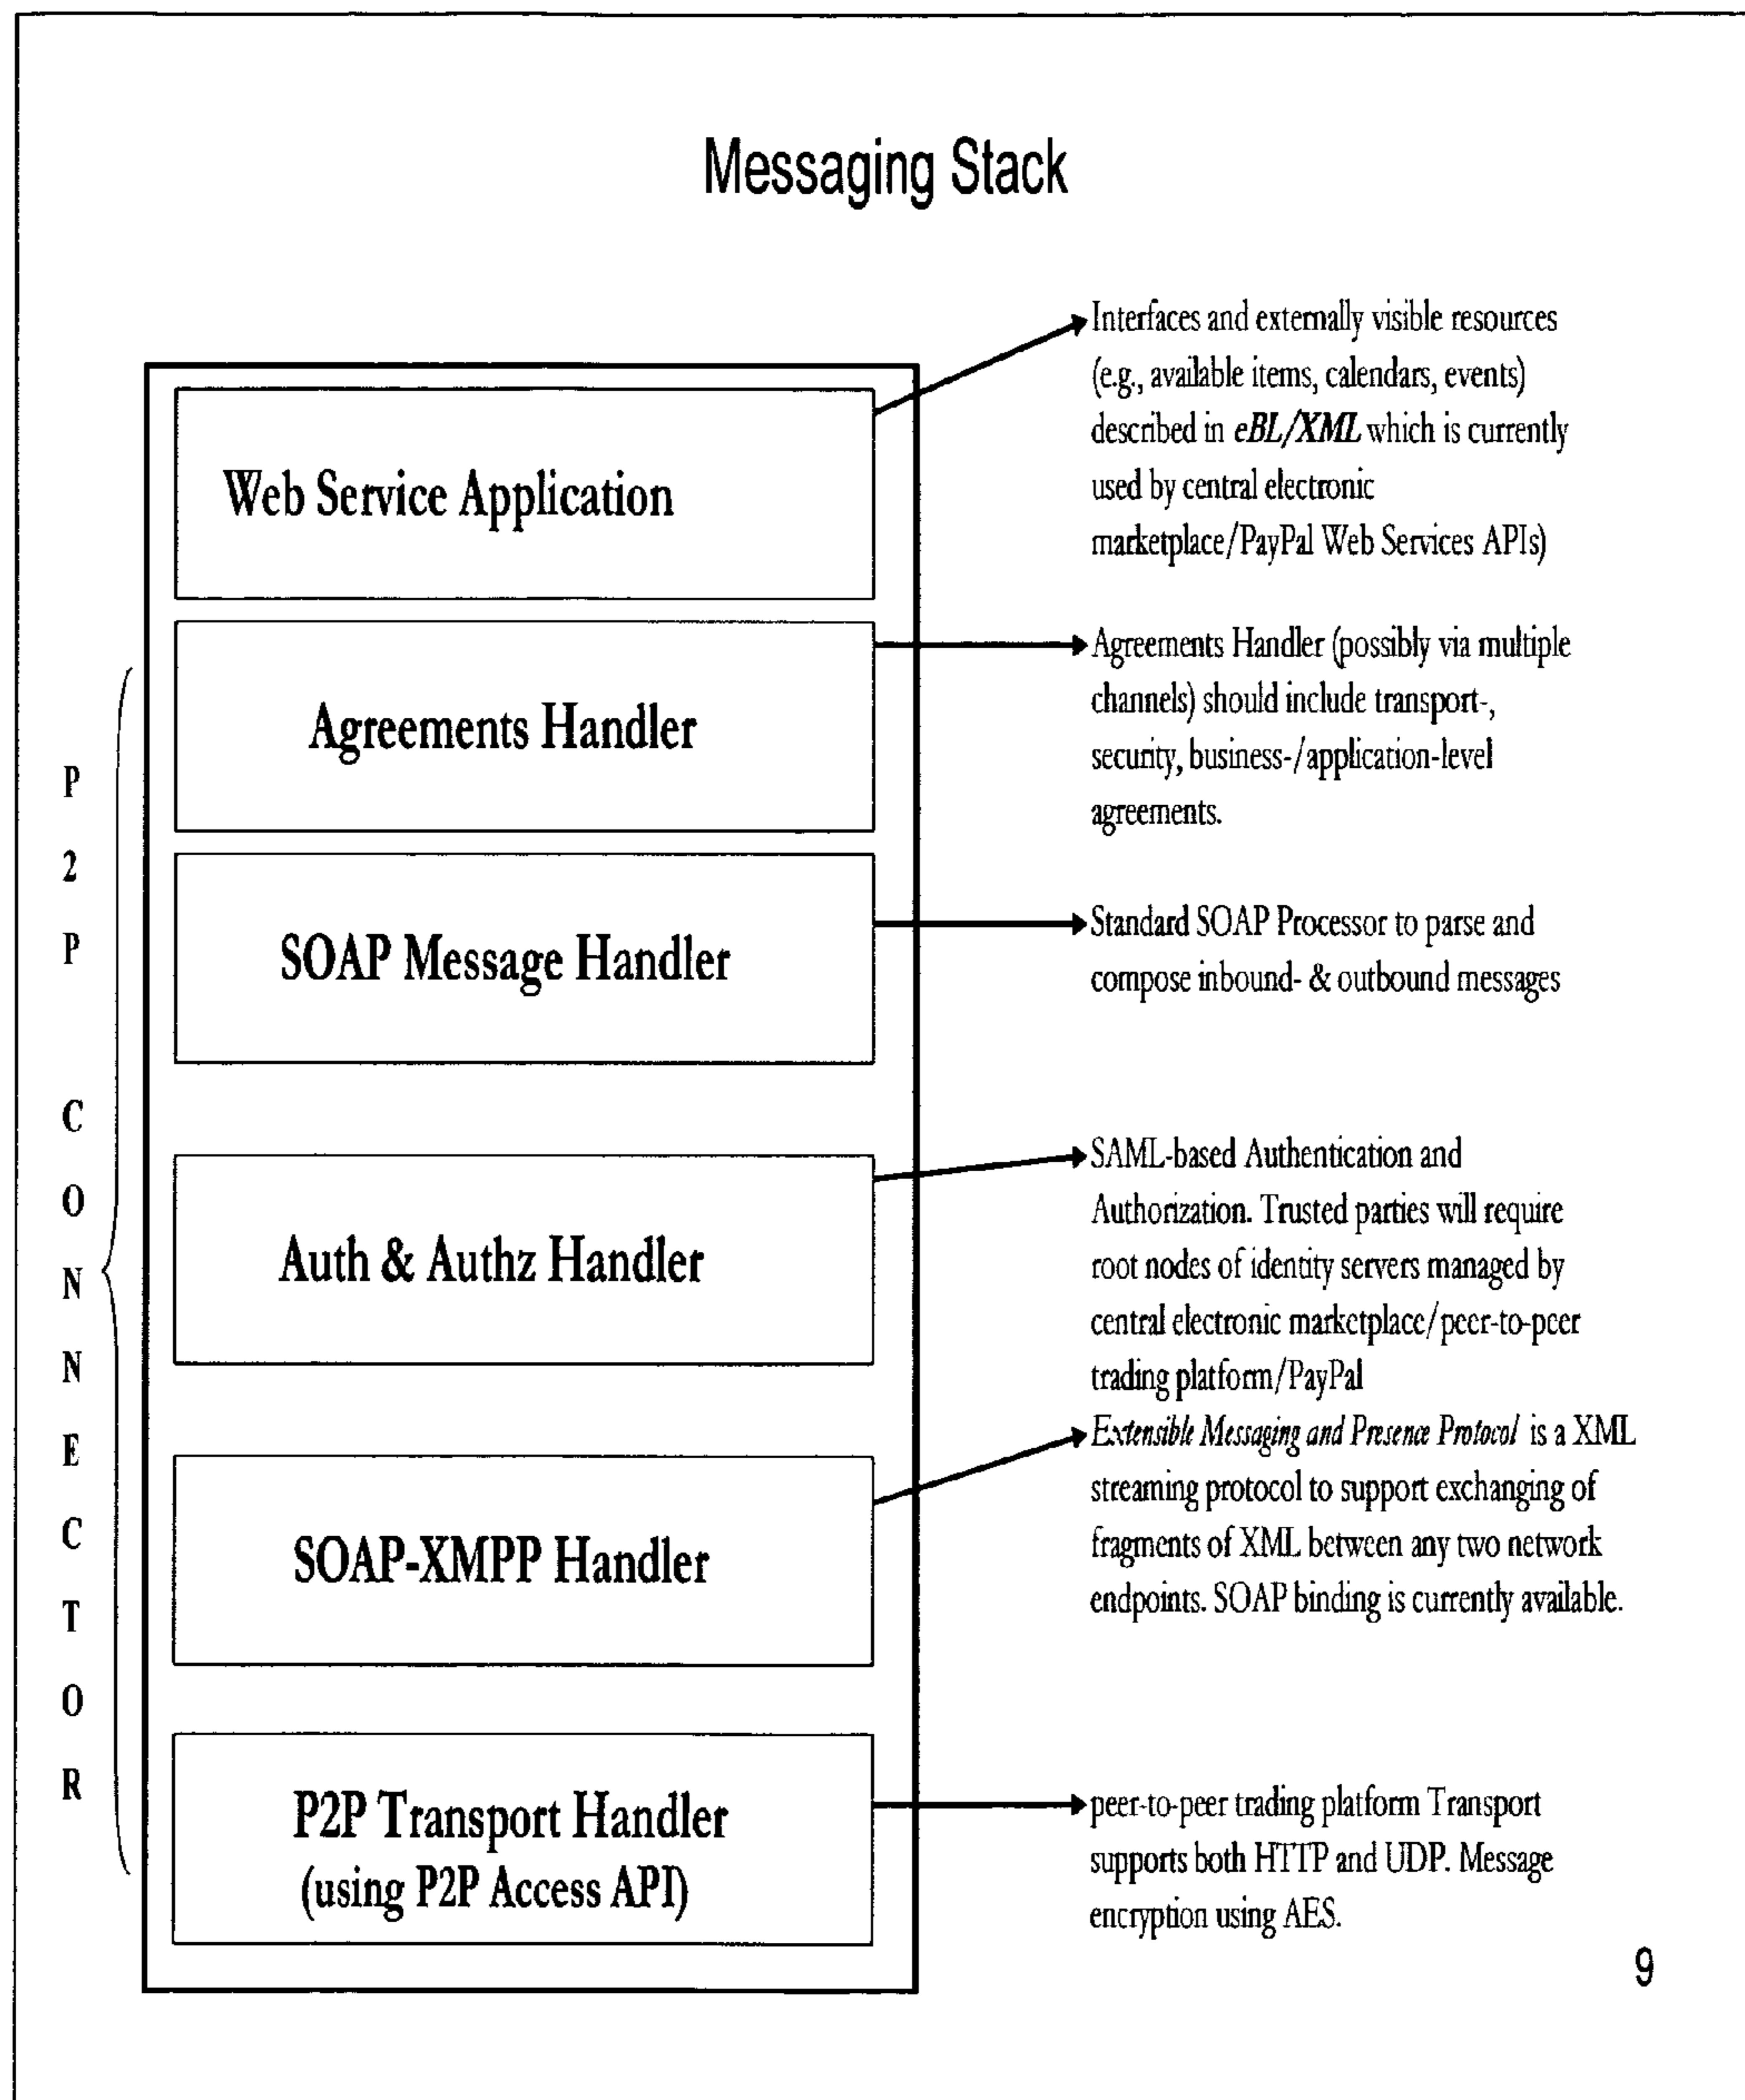 Messaging Stack
Web Service Application
Interfaces and externally visible resources
(e.g., available items, calendars, events)
described in eBL/XML which is currently
used by central electronic
marketplace/PayPal Web Services APIs)
P2P CONNECTOR
Agreements Handler
Agreements Handler (possibly via multiple
channels) should include transport-,
security, business-/application-level
agreements.
SOAP Message Handler
Standard SOAP Processor to parse and
compose inbound- & outbound messages
Auth & Authz Handler
SAML-based Authentication and
Authorization. Trusted parties will require
root nodes of identity servers managed by
central electronic marketplace/peer-to-peer
trading platform/PayPal
SOAP-XMPP Handler
Extensible Messaging and Presence Protocol is a XML
streaming protocol to support exchanging of
fragments of XML between any two network
endpoints. SOAP binding is currently available.
P2P Transport Handler
(using P2P Access API)
peer-to-peer trading platform Transport
supports both HTTP and UDP. Message
encryption using AES.
9